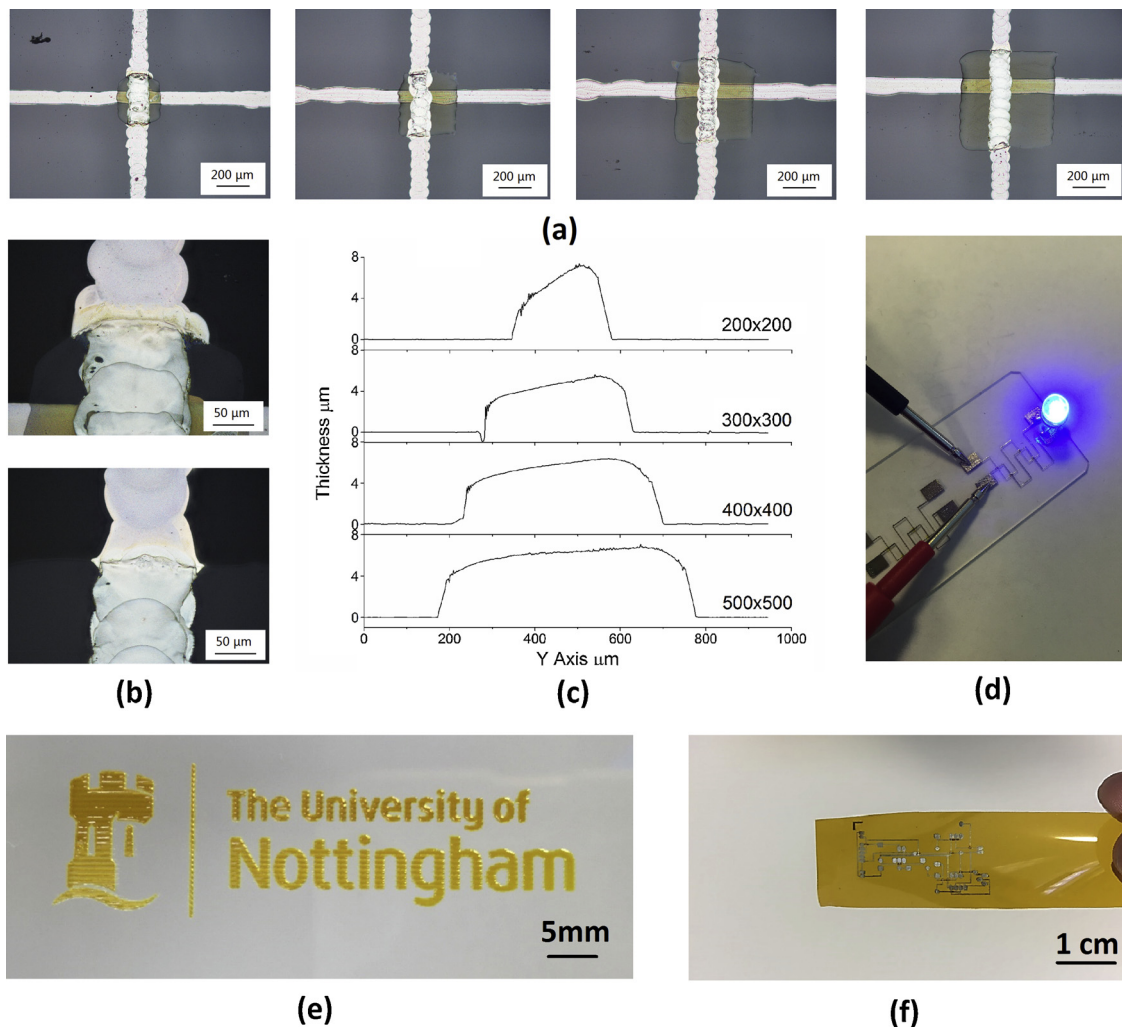 200 µm
200 µm
200 µm
200 µm
(a)
50 µm
50 µm
(b)
8
4
0
200x200
8
4
0
300x300
8
4
0
400x400
8
4
0
500x500
0
200
400
600
800
1000
Thickness µm
Y Axis µm
(c)
(d)
The University of
Nottingham
5mm
(e)
1 cm
(f)